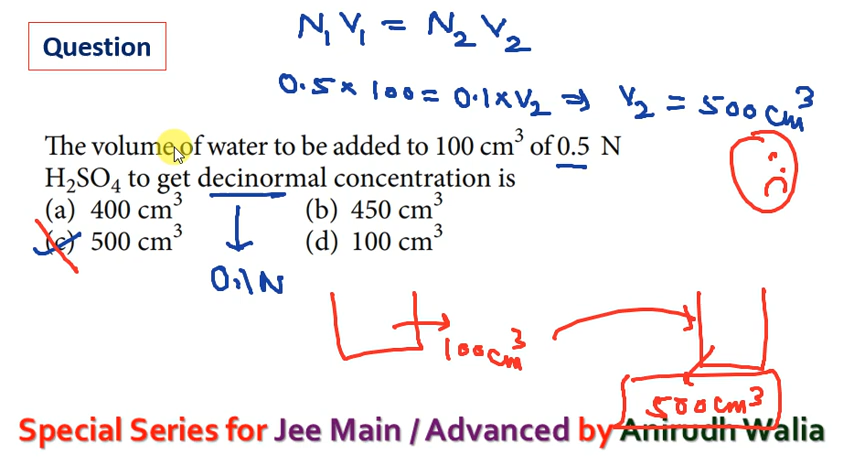 Question
N₁V₁ = N₂V₂
0.5 × 100 = 0.1 × V₂ ⇒ V₂ = 500 cm³
The volume of water to be added to 100 cm³ of 0.5 N
H₂SO₄ to get decinormal concentration is
(a) 400 cm³ (b) 450 cm³
(c) 500 cm³ (d) 100 cm³
0.1N
100 cm³
500 cm³
Special Series for Jee Main / Advanced by Anirudh Walia